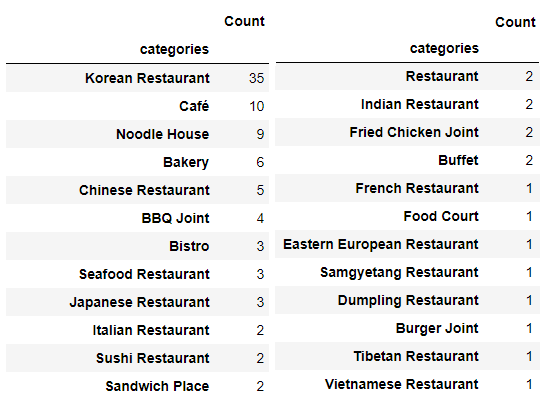 Count
categories
Korean Restaurant 35
Café 10
Noodle House 9
Bakery 6
Chinese Restaurant 5
BBQ Joint 4
Bistro 3
Seafood Restaurant 3
Japanese Restaurant 3
Italian Restaurant 2
Sushi Restaurant 2
Sandwich Place 2
Count
categories
Restaurant 2
Indian Restaurant 2
Fried Chicken Joint 2
Buffet 2
French Restaurant 1
Food Court 1
Eastern European Restaurant 1
Samgyetang Restaurant 1
Dumpling Restaurant 1
Burger Joint 1
Tibetan Restaurant 1
Vietnamese Restaurant 1